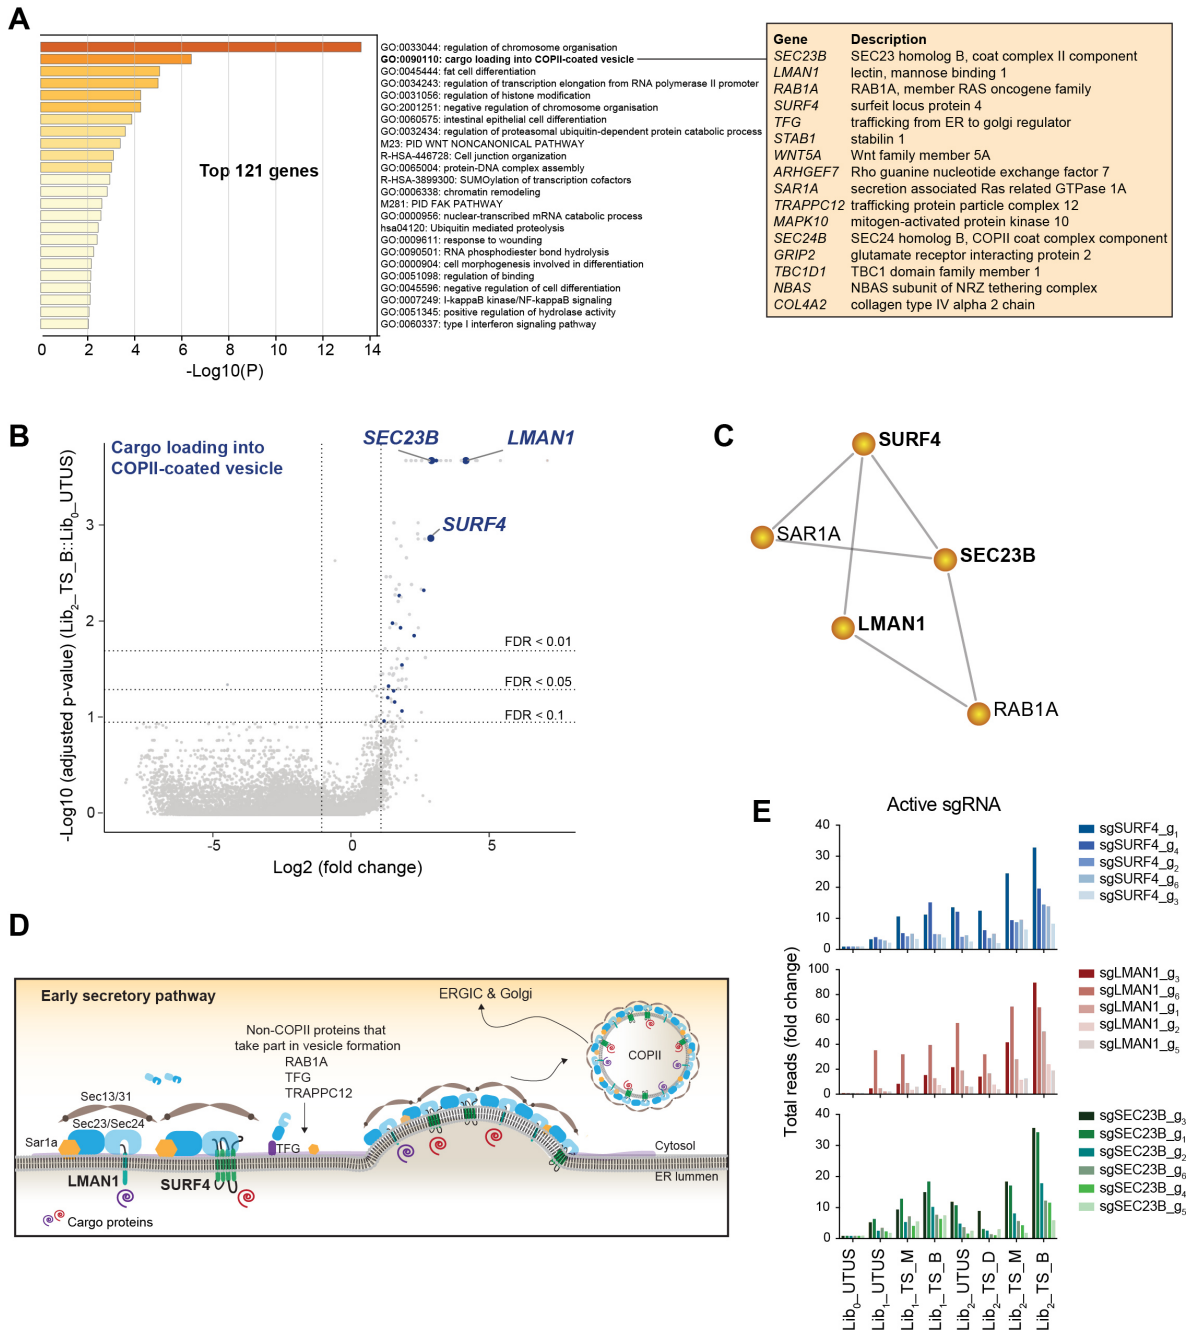 A
GO:0033044: regulation of chromosome organisation
GO:0090110: cargo loading into COPII-coated vesicle
GO:0045444: fat cell differentiation
GO:0034243: regulation of transcription elongation from RNA polymerase II promoter
GO:0031056: regulation of histone modification
GO:2001251: negative regulation of chromosome organisation
GO:0060575: intestinal epithelial cell differentiation
GO:0032434: regulation of proteasomal ubiquitin-dependent protein catabolic process
M23: PID WNT NONCANONICAL PATHWAY
R-HSA-446728: Cell junction organization
GO:0065004: protein-DNA complex assembly
R-HSA-3899300: SUMOylation of transcription cofactors
GO:0006338: chromatin remodeling
M281: PID FAK PATHWAY
GO:0000956: nuclear-transcribed mRNA catabolic process
hsa04120: Ubiquitin mediated proteolysis
GO:0009611: response to wounding
GO:0090501: RNA phosphodiester bond hydrolysis
GO:0000904: cell morphogenesis involved in differentiation
GO:0051098: regulation of binding
GO:0045596: negative regulation of cell differentiation
GO:0007249: I-kappaB kinase/NF-kappaB signaling
GO:0051345: positive regulation of hydrolase activity
GO:0060337: type I interferon signaling pathway
Top 121 genes
0 2 4 6 8 10 12 14
-Log10(P)
Gene Description
SEC23B SEC23 homolog B, coat complex II component
LMAN1 lectin, mannose binding 1
RAB1A RAB1A, member RAS oncogene family
SURF4 surfeit locus protein 4
TFG trafficking from ER to golgi regulator
STAB1 stabilin 1
WNT5A Wnt family member 5A
ARHGEF7 Rho guanine nucleotide exchange factor 7
SAR1A secretion associated Ras related GTPase 1A
TRAPPC12 trafficking protein particle complex 12
MAPK10 mitogen-activated protein kinase 10
SEC24B SEC24 homolog B, COPII coat complex component
GRIP2 glutamate receptor interacting protein 2
TBC1D1 TBC1 domain family member 1
NBAS NBAS subunit of NRZ tethering complex
COL4A2 collagen type IV alpha 2 chain
B
Cargo loading into
COPII-coated vesicle
SEC23B LMAN1
SURF4
3
2
1
0
FDR < 0.01
FDR < 0.05
FDR < 0.1
-5 0 5
Log2 (fold change)
-Log10 (adjusted p-value) (Lib2_TS_B::Lib0_UTUS)
C
SURF4
SAR1A
SEC23B
LMAN1
RAB1A
D
Early secretory pathway
ERGIC & Golgi
Non-COPII proteins that
take part in vesicle formation
RAB1A
TFG
TRAPPC12
COPII
Sec13/31
Sec23/Sec24
Sar1a
TFG
Cytosol
ER lummen
LMAN1
SURF4
Cargo proteins
E
Active sgRNA
40
30
20
10
0
sgSURF4_g1
sgSURF4_g4
sgSURF4_g2
sgSURF4_g6
sgSURF4_g3
100
80
60
40
20
0
sgLMAN1_g3
sgLMAN1_g6
sgLMAN1_g1
sgLMAN1_g2
sgLMAN1_g5
40
30
20
10
0
sgSEC23B_g3
sgSEC23B_g1
sgSEC23B_g2
sgSEC23B_g6
sgSEC23B_g4
sgSEC23B_g5
Total reads (fold change)
Lib0_UTUS
Lib1_UTUS
Lib1_TS_M
Lib1_TS_B
Lib2_UTUS
Lib2_TS_D
Lib2_TS_M
Lib2_TS_B